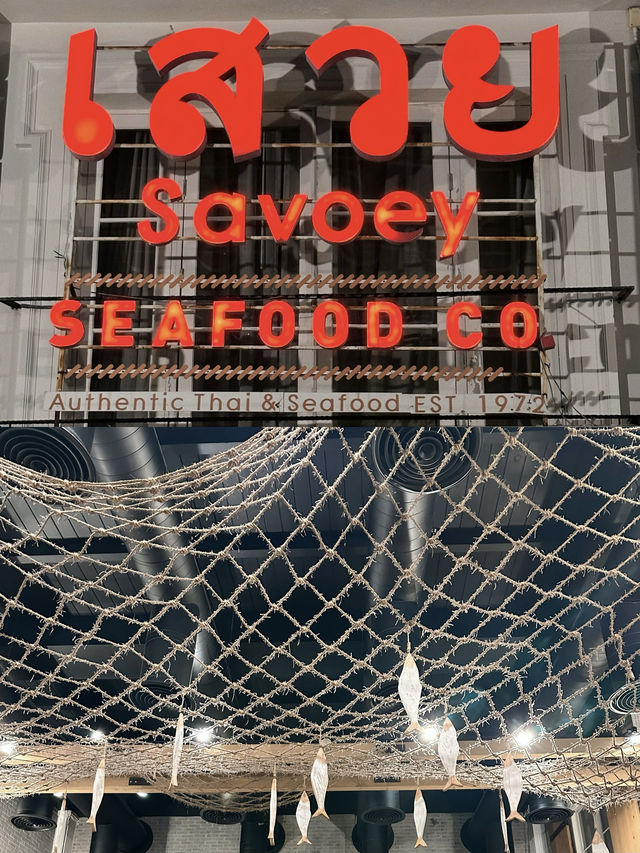 เสวย
Savoey
SEAFOOD CO
Authentic Thai & Seafood EST. 1972